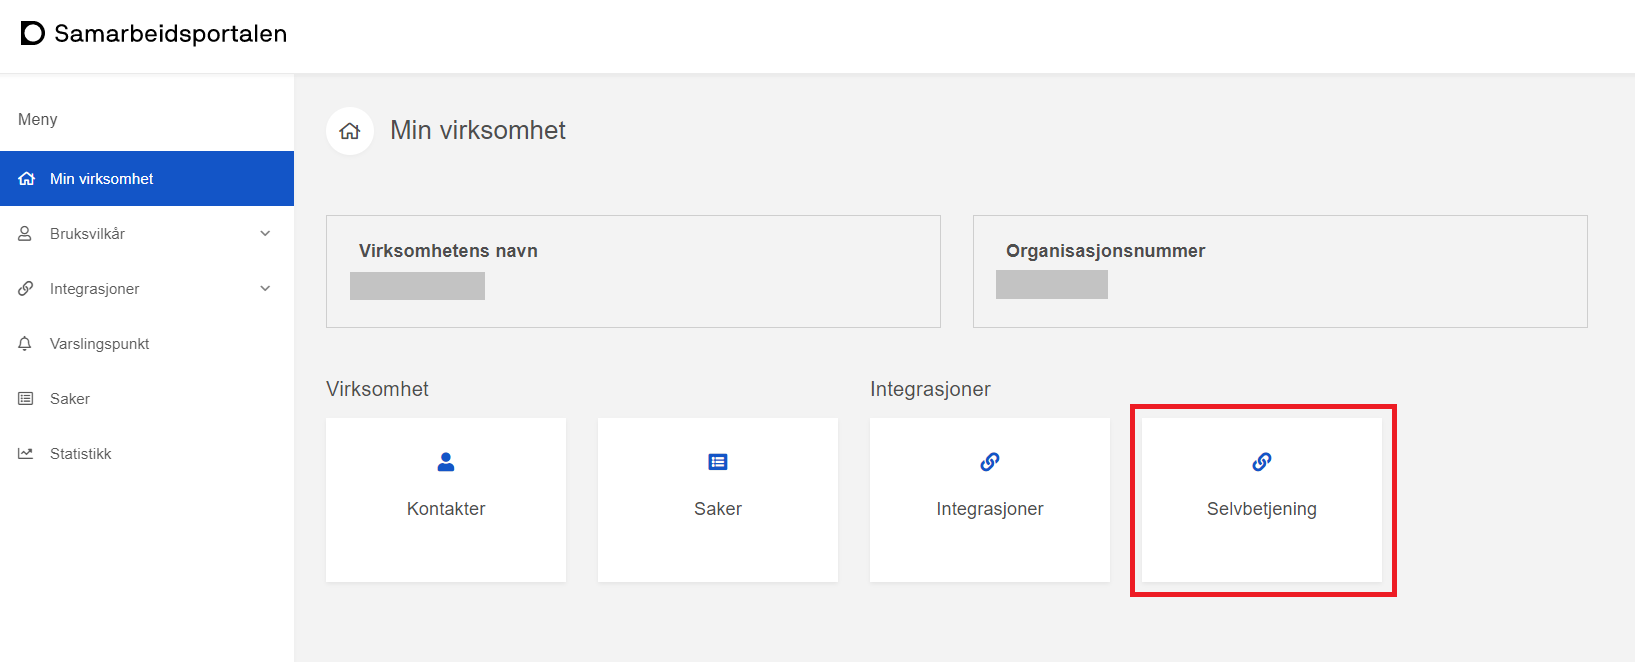 Samarbeidsportalen
Meny
Min virksomhet
Bruksvilkår
Integrasjoner
Varslingspunkt
Saker
Statistikk
Min virksomhet
Virksomhetens navn
Organisasjonsnummer
Virksomhet
Integrasjoner
Kontakter
Saker
Integrasjoner
Selvbetjening